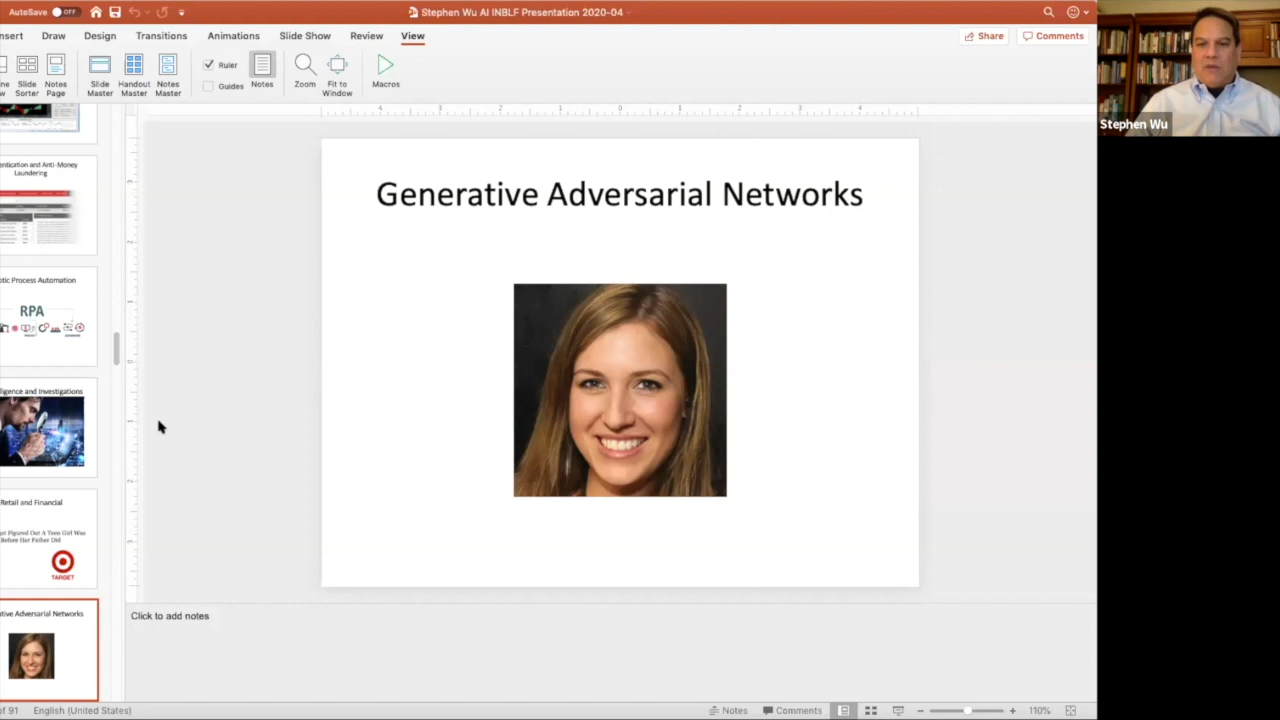 AutoSave OFF
Stephen Wu AI INBLF Presentation 2020-04
nsert Draw Design Transitions Animations Slide Show Review View
Share Comments
Slide Sorter
Notes Page
Slide Master
Handout Master
Notes Master
Ruler
Guides
Notes
Zoom
Fit to Window
Macros
Stephen Wu
entication and Anti-Money
Laundering
otic Process Automation
RPA
lligence and Investigations
Retail and Financial
et Figured Out A Teen Girl Was
Before Her Father Did
TARGET
tive Adversarial Networks
Generative Adversarial Networks
Click to add notes
of 91 English (United States)
Notes Comments 110%